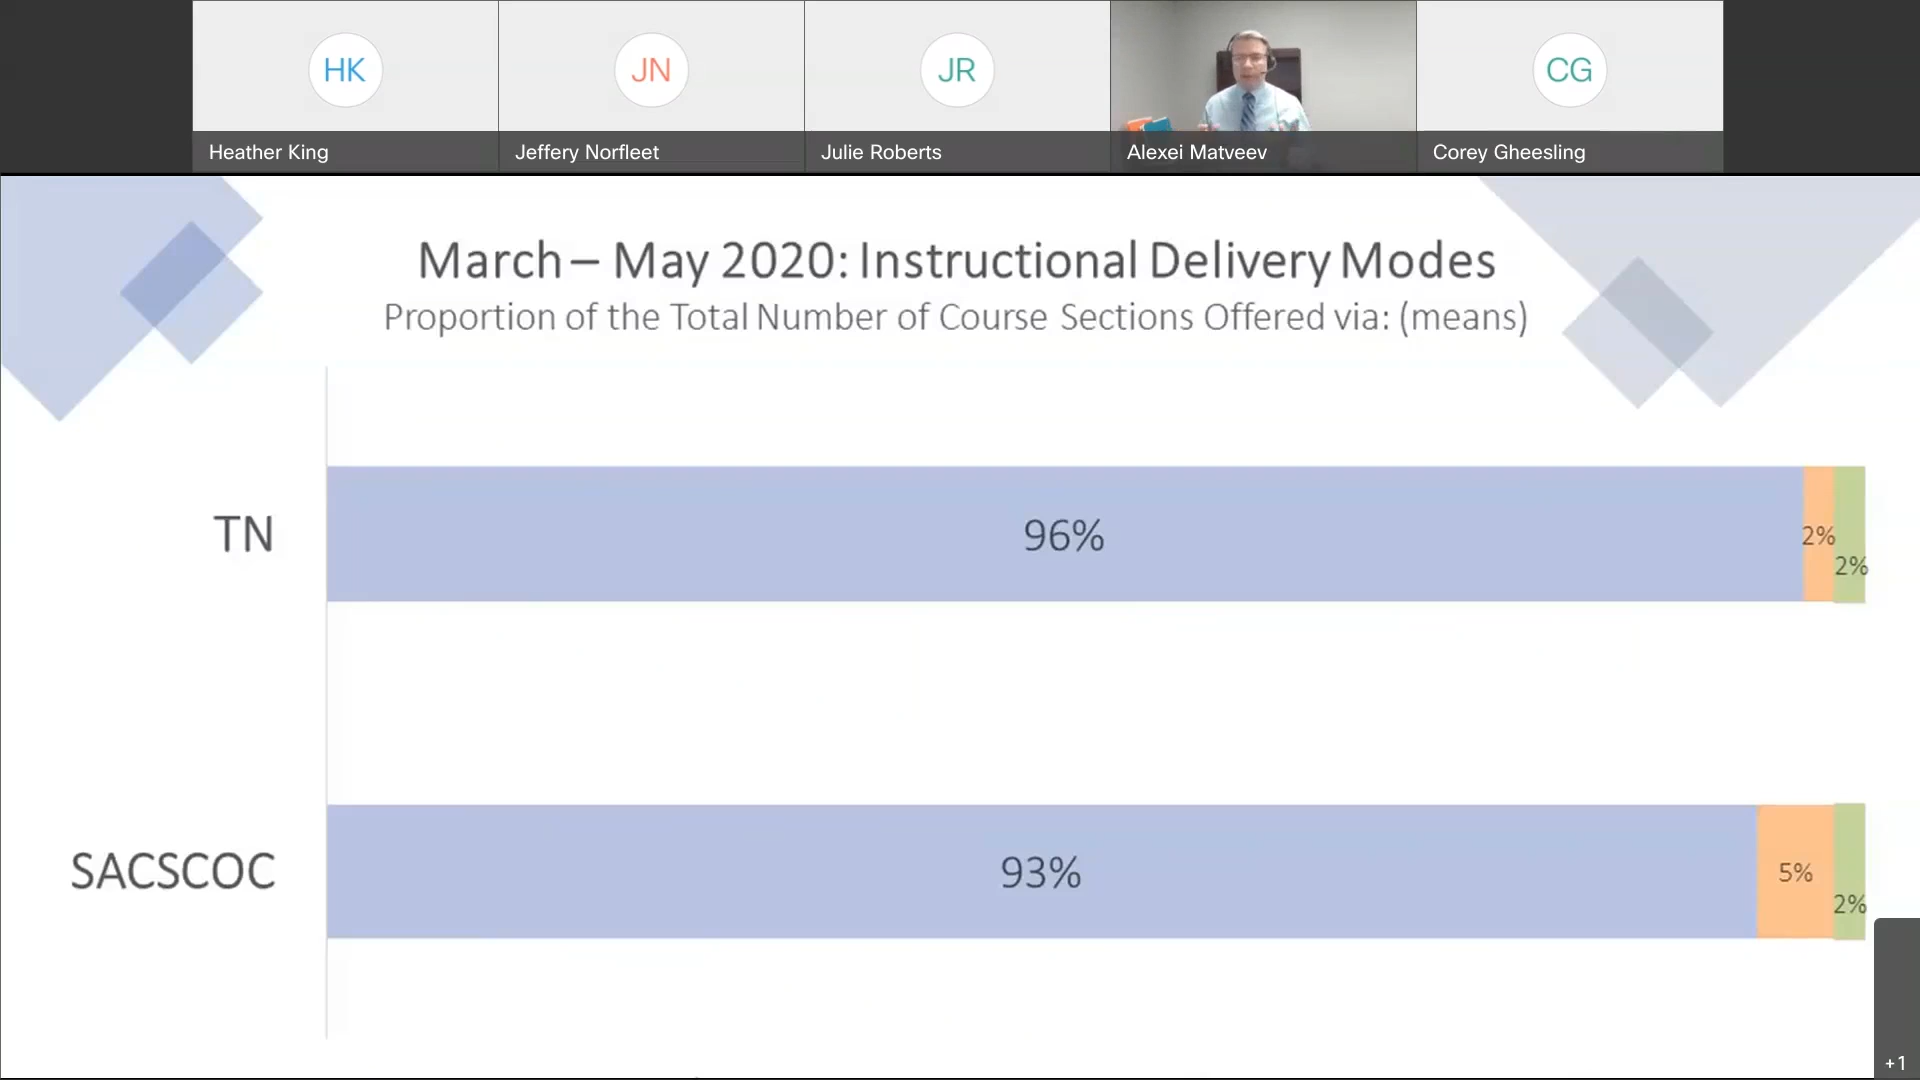 HK
JN
JR
CG
Heather King
Jeffery Norfleet
Julie Roberts
Alexei Matveev
Corey Gheesling
March – May 2020: Instructional Delivery Modes
Proportion of the Total Number of Course Sections Offered via: (means)
TN
96%
2%
2%
SACSCOC
93%
5%
2%
+1